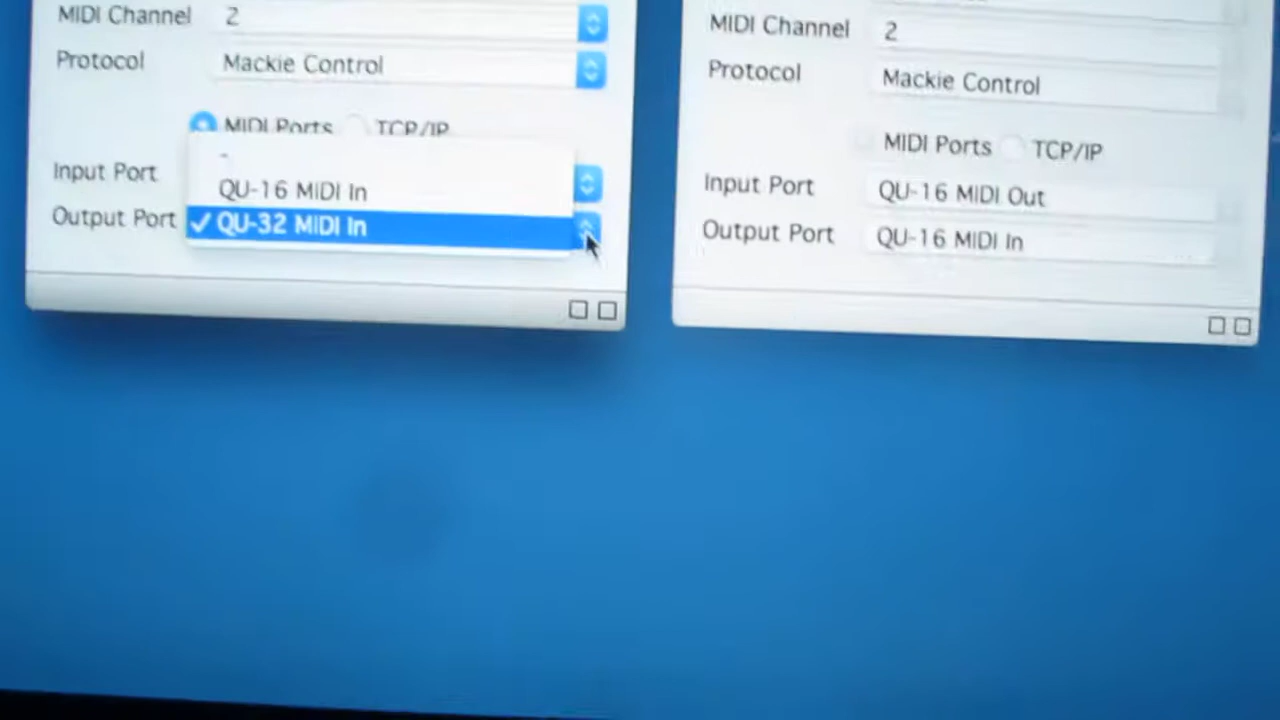 MIDI Channel 2
Protocol Mackie Control
MIDI Ports TCP/IP
Input Port
-
QU-16 MIDI In
Output Port ✓ QU-32 MIDI In
MIDI Channel 2
Protocol Mackie Control
MIDI Ports TCP/IP
Input Port QU-16 MIDI Out
Output Port QU-16 MIDI In